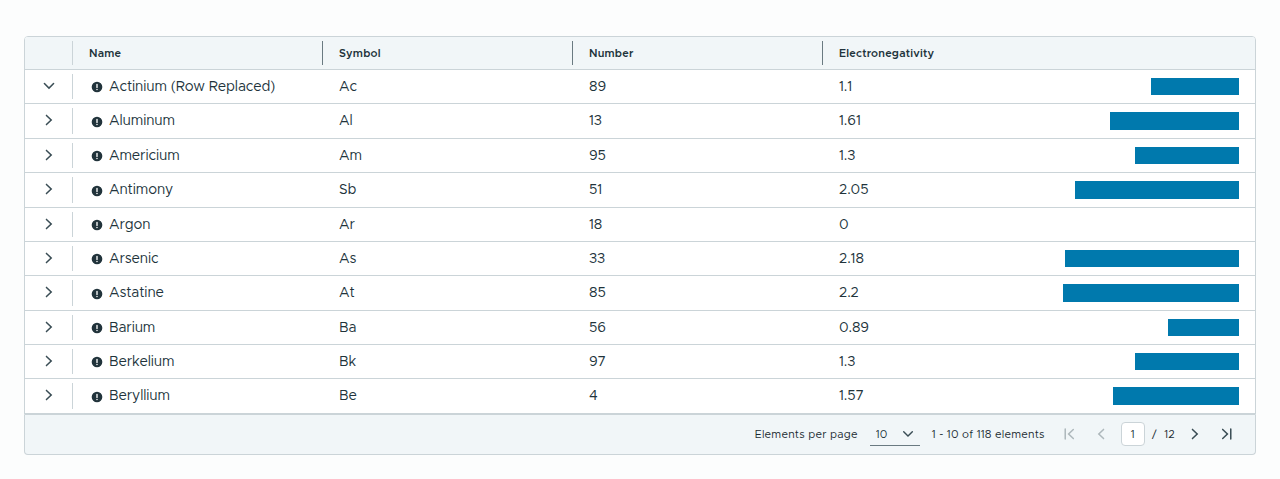 Name Symbol Number Electronegativity
Actinium (Row Replaced) Ac 89 1.1
Aluminum Al 13 1.61
Americium Am 95 1.3
Antimony Sb 51 2.05
Argon Ar 18 0
Arsenic As 33 2.18
Astatine At 85 2.2
Barium Ba 56 0.89
Berkelium Bk 97 1.3
Beryllium Be 4 1.57
Elements per page 10 1 - 10 of 118 elements 1 / 12